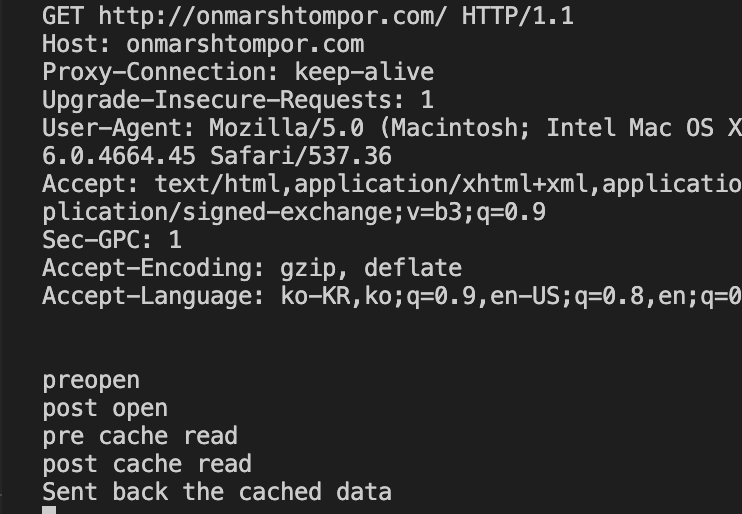 GET http://onmarshtompor.com/ HTTP/1.1
Host: onmarshtompor.com
Proxy-Connection: keep-alive
Upgrade-Insecure-Requests: 1
User-Agent: Mozilla/5.0 (Macintosh; Intel Mac OS X
6.0.4664.45 Safari/537.36
Accept: text/html,application/xhtml+xml,applicatio
plication/signed-exchange;v=b3;q=0.9
Sec-GPC: 1
Accept-Encoding: gzip, deflate
Accept-Language: ko-KR,ko;q=0.9,en-US;q=0.8,en;q=0
preopen
post open
pre cache read
post cache read
Sent back the cached data